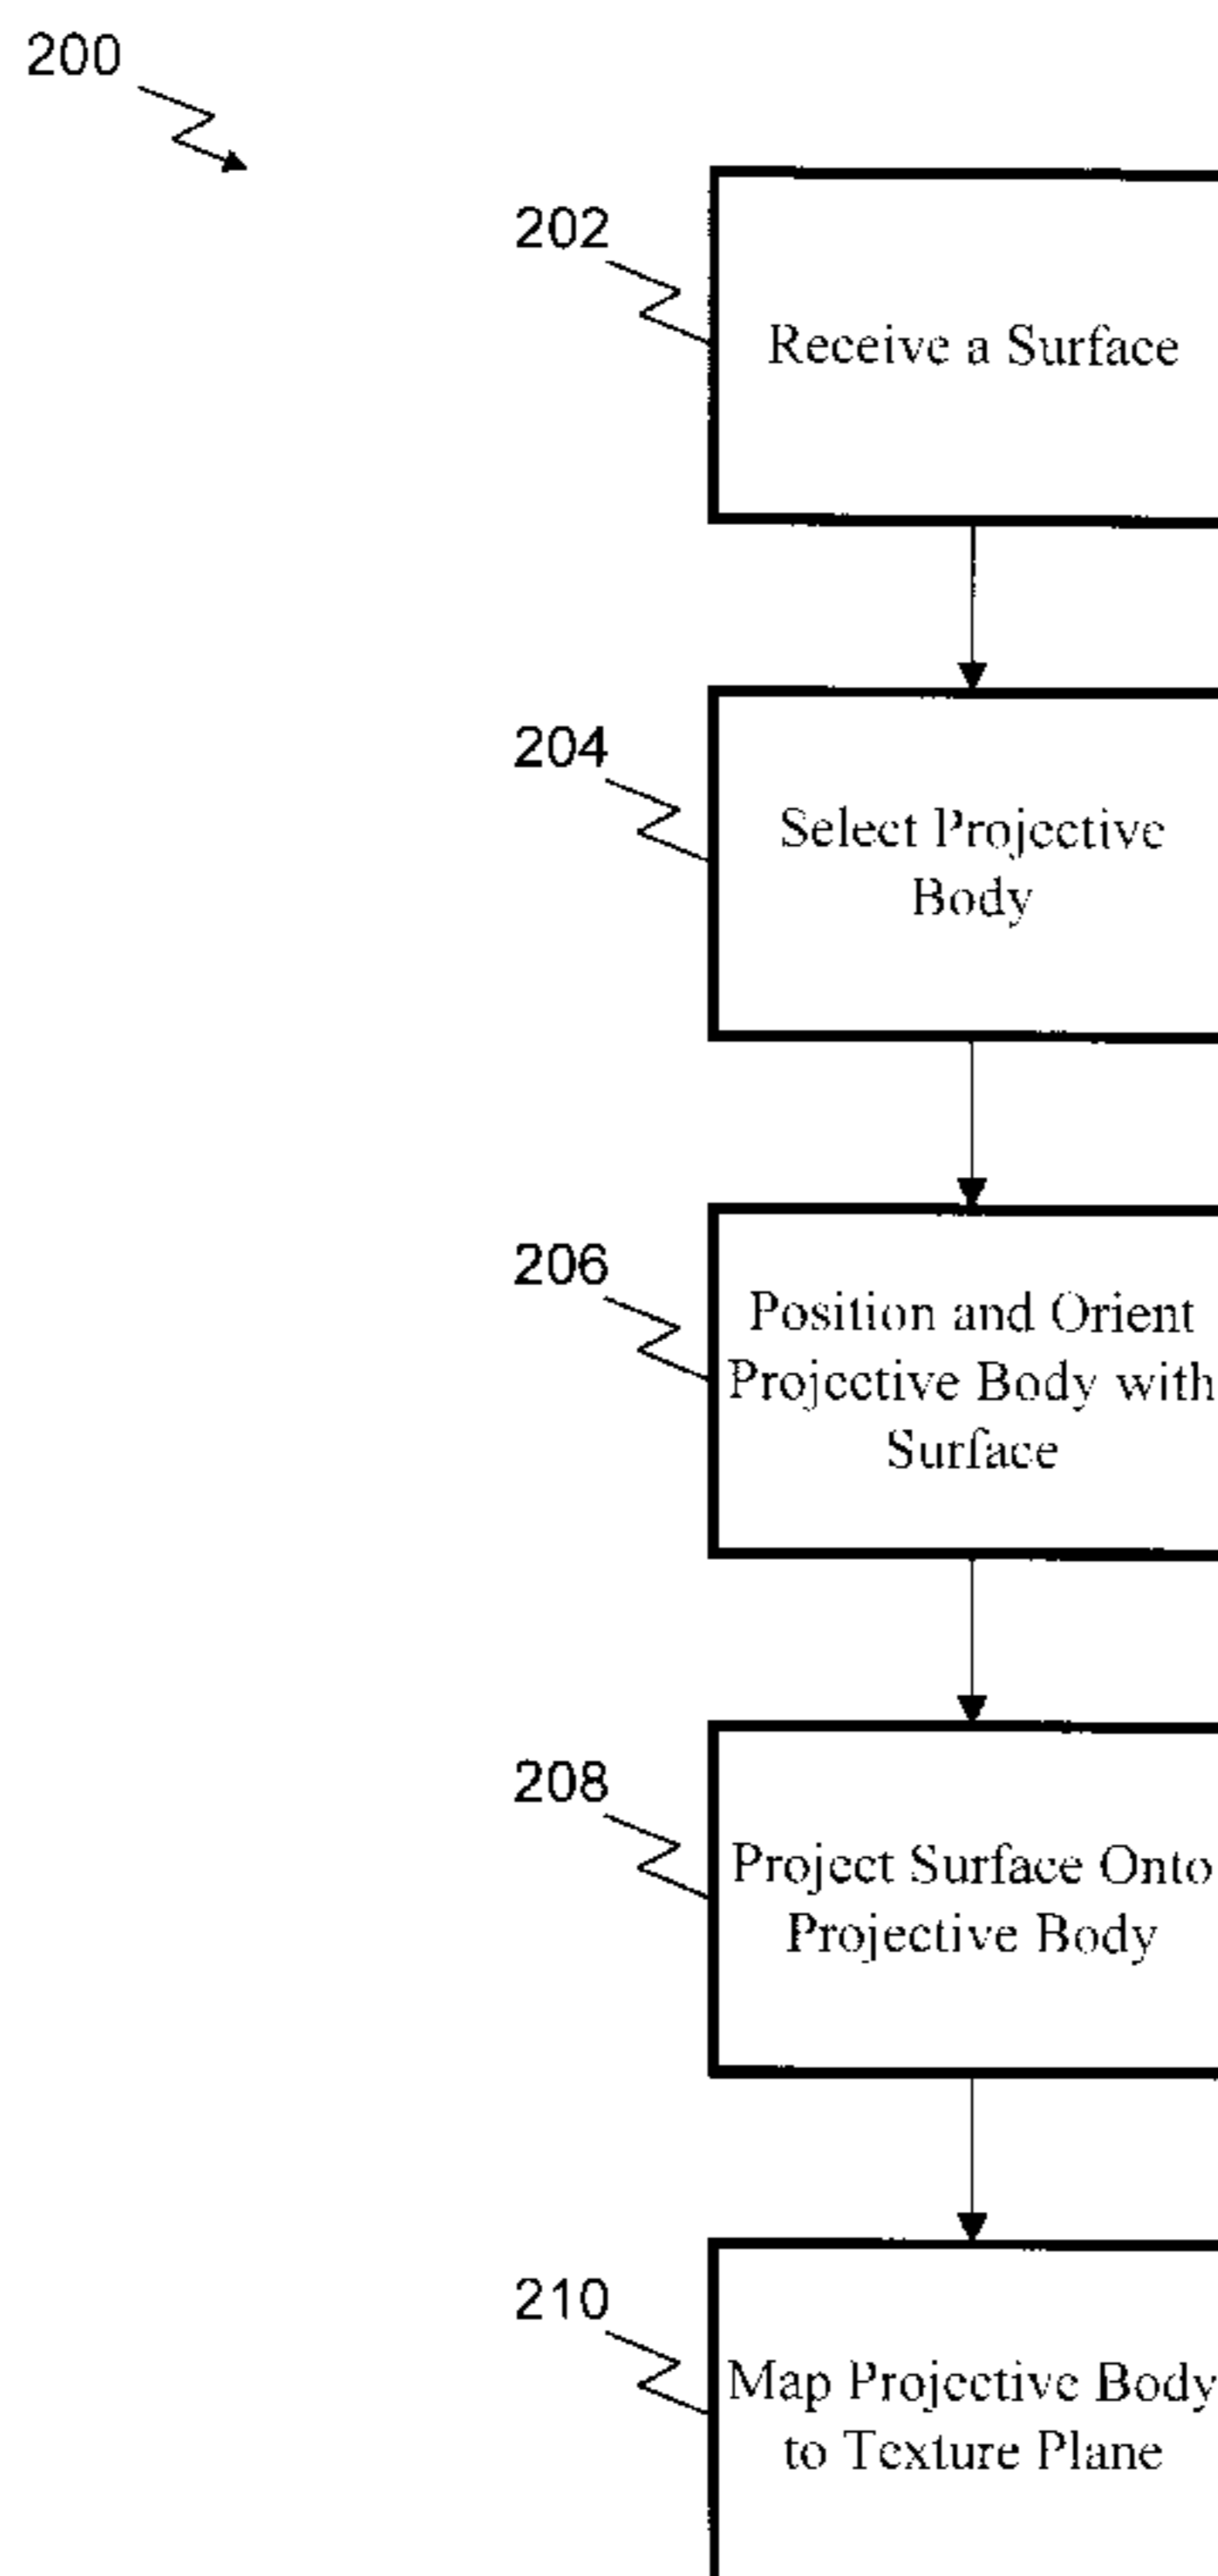 200
202
Receive a Surface
204
Select Projective
Body
206
Position and Orient
Projective Body with
Surface
208
Project Surface Onto
Projective Body
210
Map Projective Body
to Texture Plane